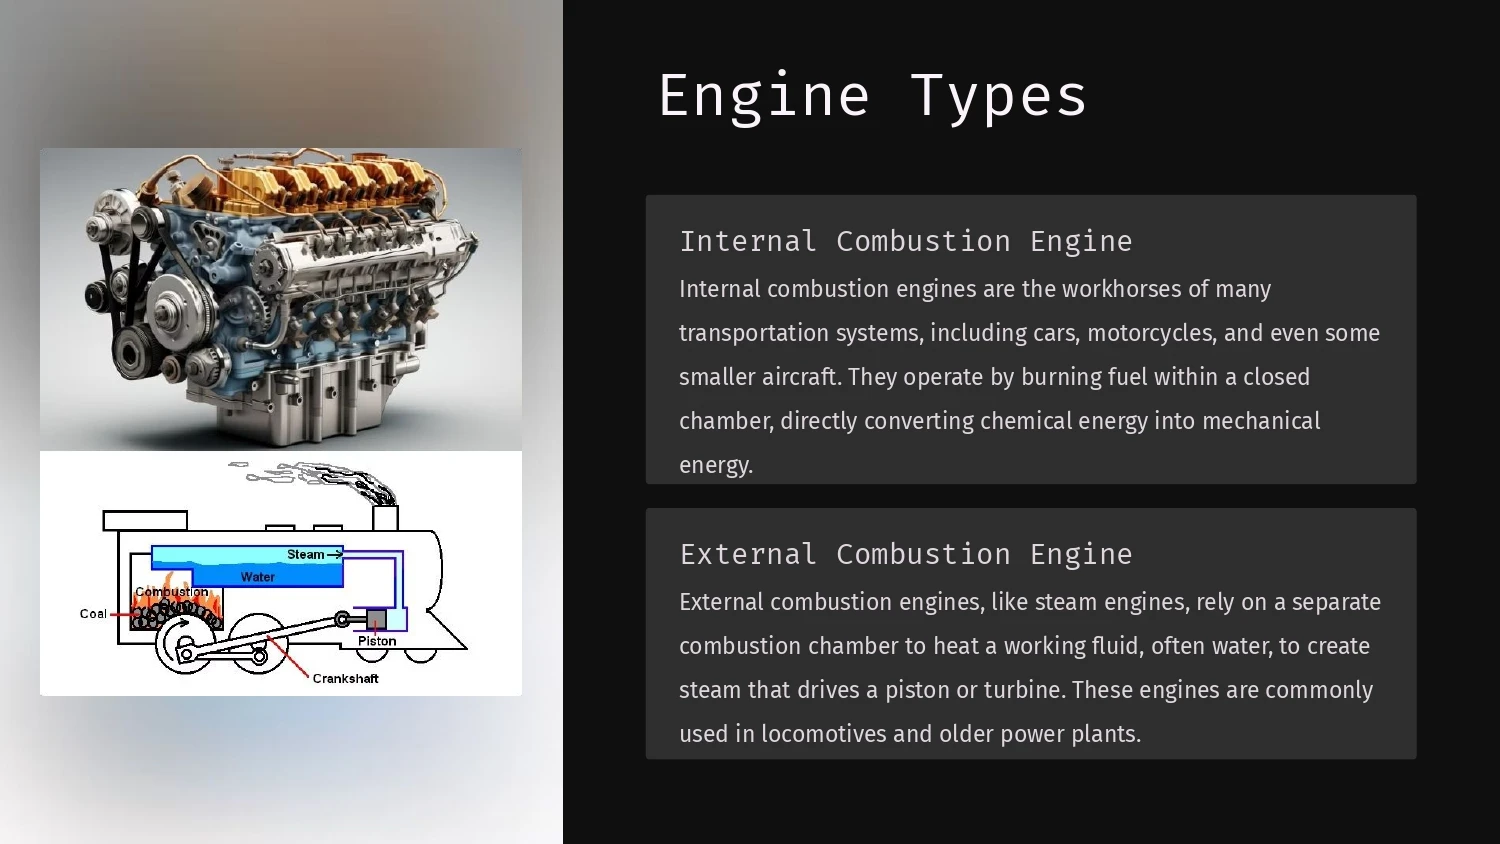 Engine Types
Internal Combustion Engine
Internal combustion engines are the workhorses of many
transportation systems, including cars, motorcycles, and even some
smaller aircraft. They operate by burning fuel within a closed
chamber, directly converting chemical energy into mechanical
energy.
Steam
Water
Combustion
Coal
Piston
Crankshaft
External Combustion Engine
External combustion engines, like steam engines, rely on a separate
combustion chamber to heat a working fluid, often water, to create
steam that drives a piston or turbine. These engines are commonly
used in locomotives and older power plants.